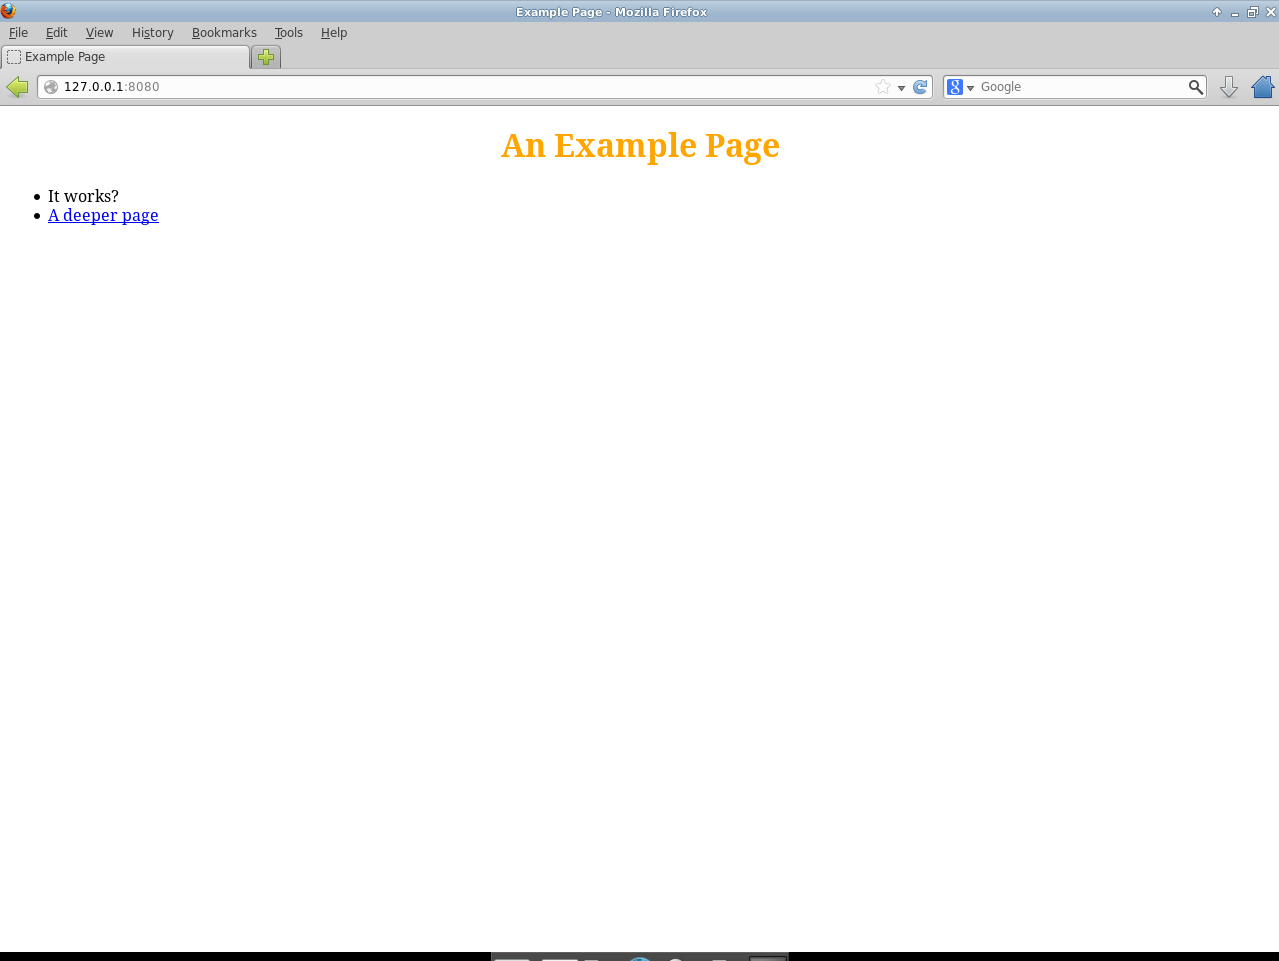 Example Page - Mozilla Firefox
File Edit View History Bookmarks Tools Help
Example Page
127.0.0.1:8080 8 Google
An Example Page
It works?
A deeper page